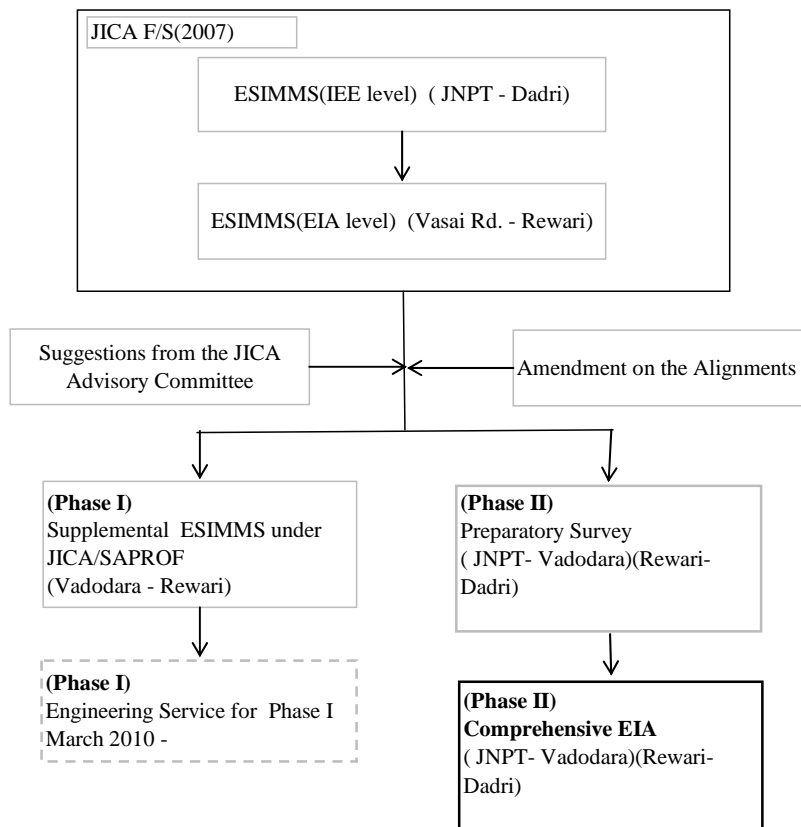 JICA F/S(2007)
ESIMMS(IEE level)  ( JNPT - Dadri)
ESIMMS(EIA level)  (Vasai Rd. - Rewari)
Suggestions from the JICA
Advisory Committee
Amendment on the Alignments
(Phase I)
Supplemental  ESIMMS under
JICA/SAPROF
(Vadodara - Rewari)
(Phase II)
Preparatory Survey
( JNPT- Vadodara)(Rewari-
Dadri)
(Phase I)
Engineering Service for  Phase I
March 2010 -
(Phase II)
Comprehensive EIA
( JNPT- Vadodara)(Rewari-
Dadri)